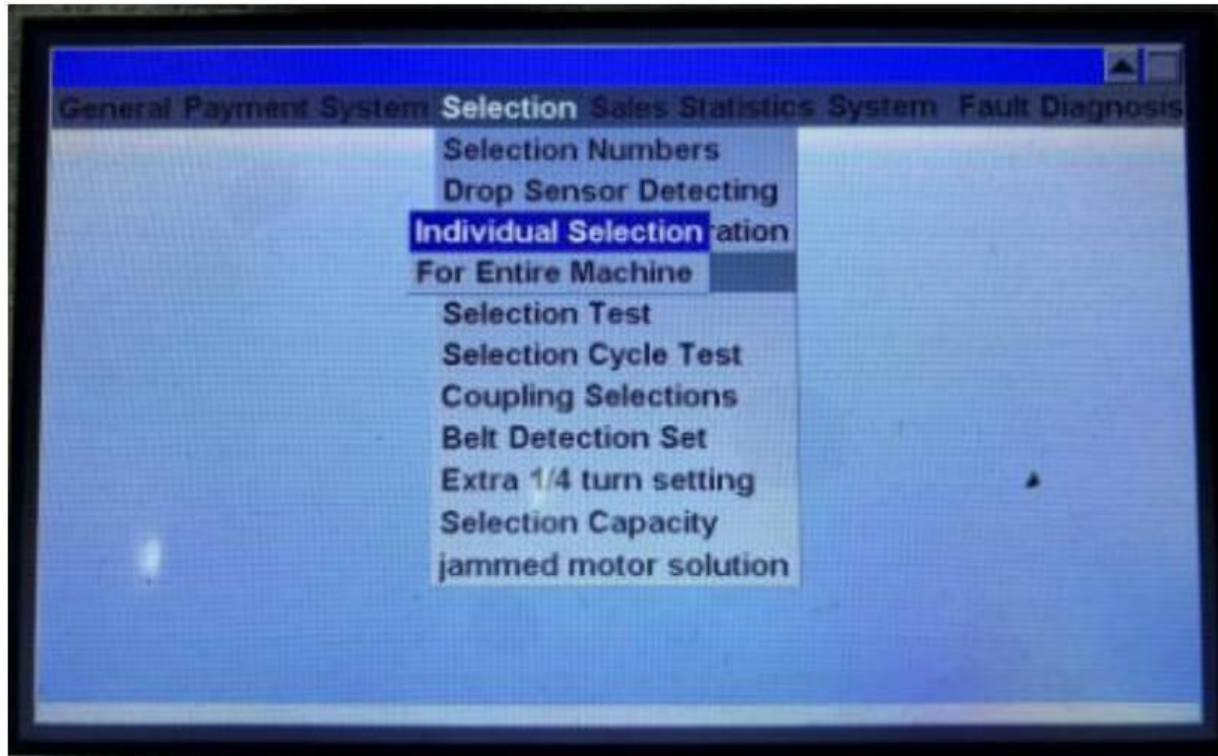 General Payment System Selection Sales Statistics System Fault Diagnosis
Selection Numbers
Drop Sensor Detecting
Individual Selection ration
For Entire Machine
Selection Test
Selection Cycle Test
Coupling Selections
Belt Detection Set
Extra 1/4 turn setting
Selection Capacity
jammed motor solution